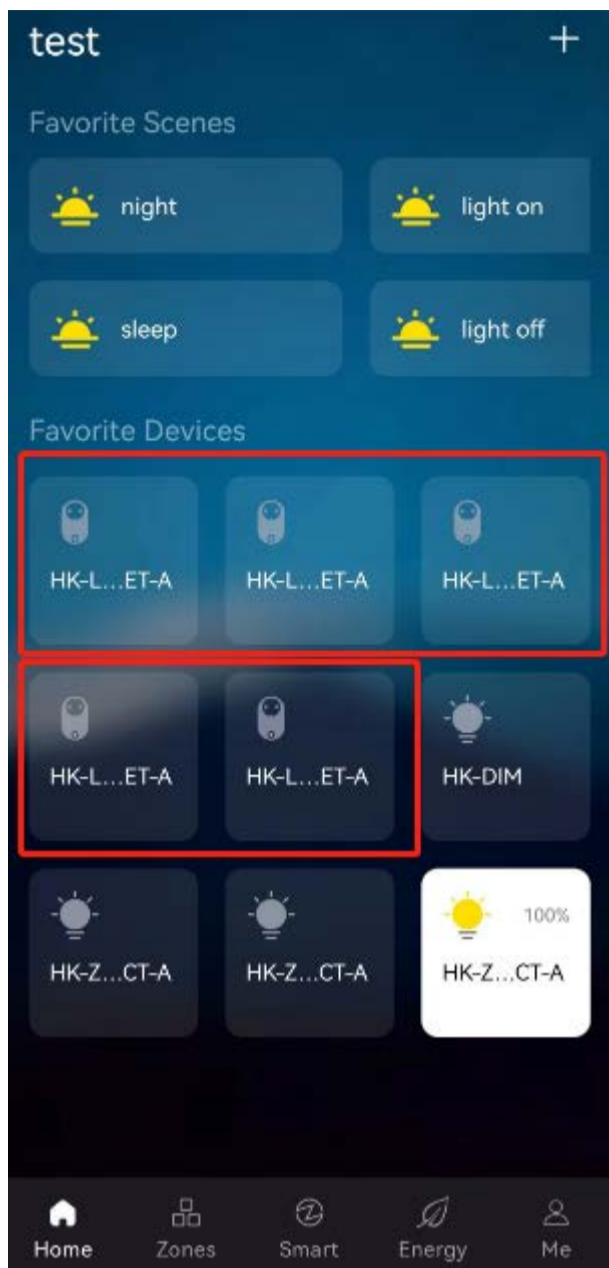 test
Favorite Scenes
night light on
sleep light off
Favorite Devices
HK-L...ET-A HK-L...ET-A HK-L...ET-A
HK-L...ET-A HK-L...ET-A HK-DIM
100%
HK-Z...CT-A HK-Z...CT-A HK-Z...CT-A
Home Zones Smart Energy Me